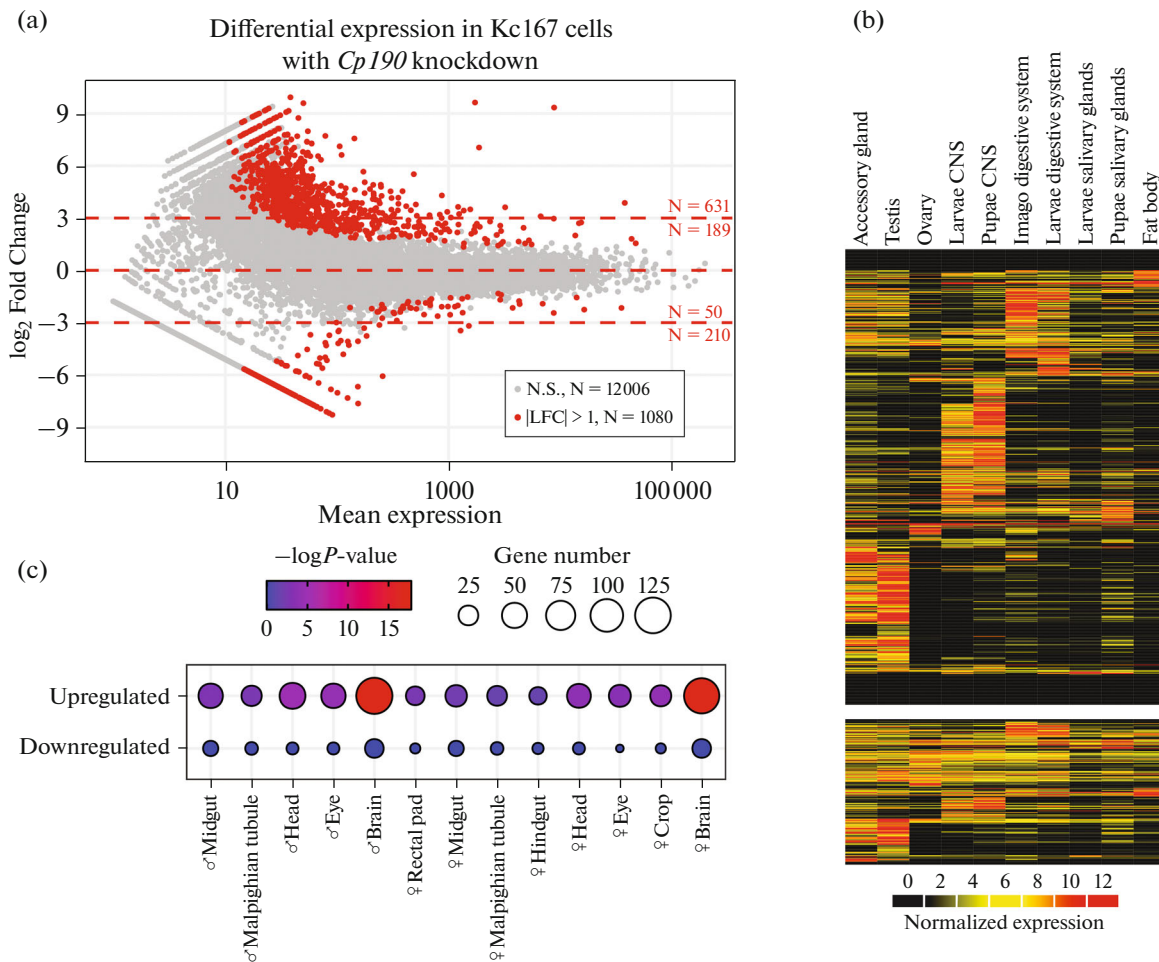 (a)
Differential expression in Kc167 cells
with Cp190 knockdown
log2 Fold Change
9
6
3
0
−3
−6
−9
N = 631
N = 189
N = 50
N = 210
N.S., N = 12006
|LFC| > 1, N = 1080
10
1000
100 000
Mean expression
(b)
Accessory gland
Testis
Ovary
Larvae CNS
Pupae CNS
Imago digestive system
Larvae digestive system
Larvae salivary glands
Pupae salivary glands
Fat body
0 2 4 6 8 10 12
Normalized expression
(c)
−logP-value
0 5 10 15
Gene number
25 50 75 100 125
Upregulated
Downregulated
♂Midgut
♂Malpighian tubule
♂Head
♂Eye
♂Brain
♀Rectal pad
♀Midgut
♀Malpighian tubule
♀Hindgut
♀Head
♀Eye
♀Crop
♀Brain